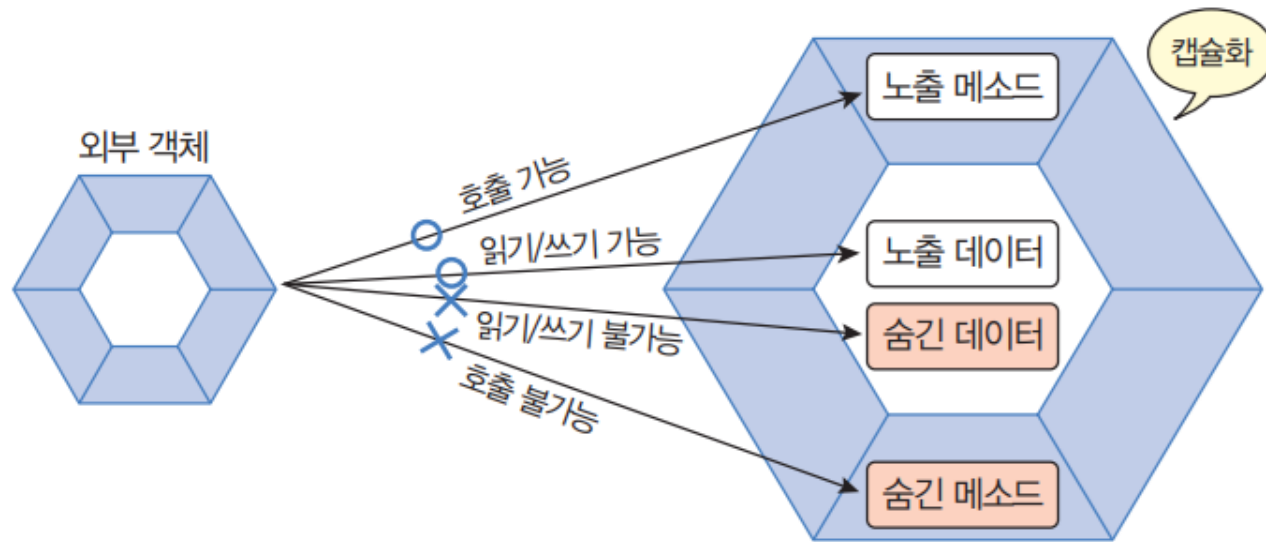 캡슐화
노출 메소드
외부 객체
호출 가능
읽기/쓰기 가능
노출 데이터
숨긴 데이터
읽기/쓰기 불가능
호출 불가능
숨긴 메소드